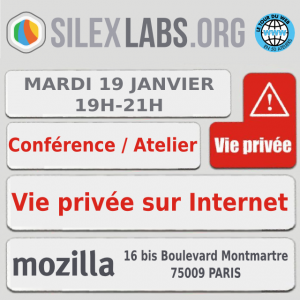 SILEXLABS.ORG
MARDI 19 JANVIER
19H-21H
Conférence / Atelier
Vie privée
Vie privée sur Internet
mozilla
16 bis Boulevard Montmartre
75009 PARIS